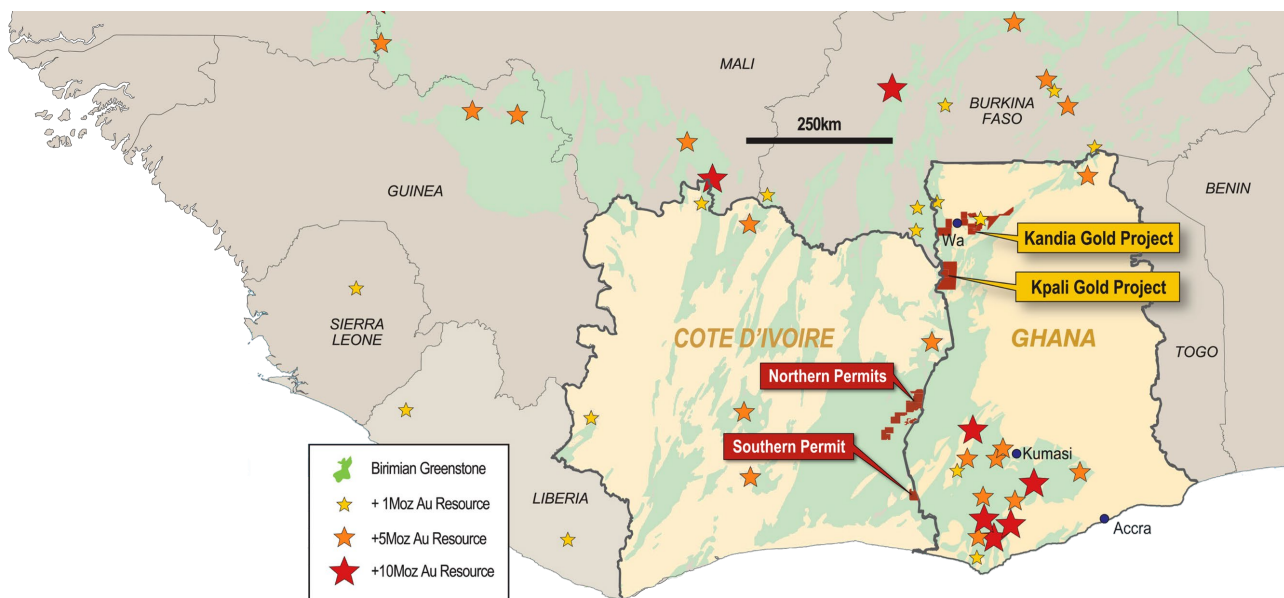 MALI
250km
BURKINA
FASO
GUINEA
BENIN
Wa
Kandia Gold Project
Kpali Gold Project
SIERRA
LEONE
COTE D'IVOIRE
GHANA
TOGO
Northern Permits
Southern Permit
Kumasi
LIBERIA
Accra
Birimian Greenstone
+ 1Moz Au Resource
+5Moz Au Resource
+10Moz Au Resource